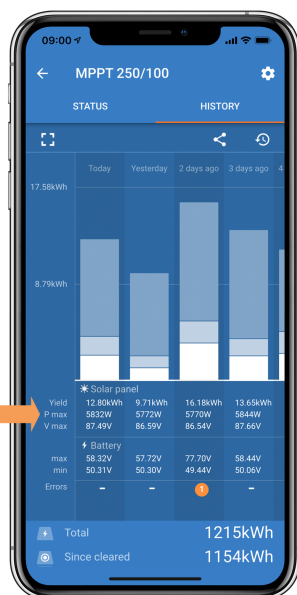 09:00
MPPT 250/100
STATUS HISTORY
Today Yesterday 2 days ago 3 days ago 4
17.58kWh
8.79kWh
Solar panel
Yield 12.80kWh 9.71kWh 16.18kWh 13.65kWh
P max 5832W 5772W 5770W 5844W
V max 87.49V 86.59V 86.54V 87.66V
Battery
max 58.32V 57.72V 77.70V 58.44V
min 50.31V 50.30V 49.44V 50.06V
Errors – – 1 –
Total 1215kWh
Since cleared 1154kWh